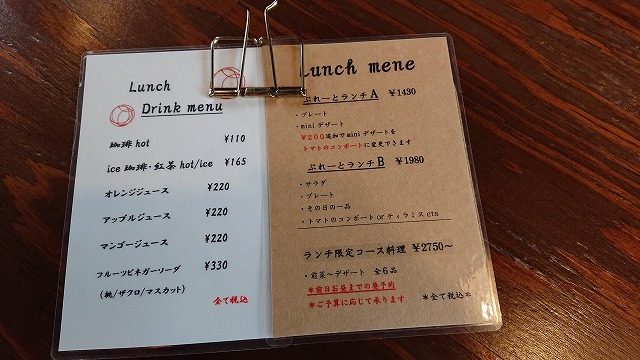 Lunch
Drink menu
珈琲 hot ¥110
ice 珈琲・紅茶 hot/ice ¥165
オレンジジュース ¥220
アップルジュース ¥220
マンゴージュース ¥220
フルーツビネガーソーダ ¥330
(桃/ザクロ/マスカット)
全て税込
Lunch mene
ぷれーとランチA ¥1430
・プレート
・mini デザート
¥200追加でmini デザートを
トマトのコンポートに変更できます
ぷれーとランチB ¥1980
・サラダ
・プレート
・その日の一品
・トマトのコンポートorティラミス ets
ランチ限定コース料理 ¥2750～
・前菜～デザート 全6品
*前日お昼までの要予約
*ご予算に応じて承ります
*全て税込*